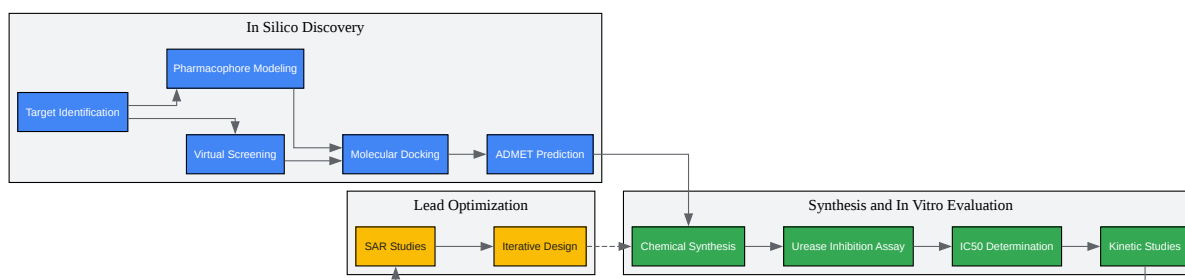 In Silico Discovery
Pharmacophore Modeling
Target Identification
Virtual Screening
Molecular Docking
ADMET Prediction
Lead Optimization
SAR Studies
Iterative Design
Synthesis and In Vitro Evaluation
Chemical Synthesis
Urease Inhibition Assay
IC50 Determination
Kinetic Studies